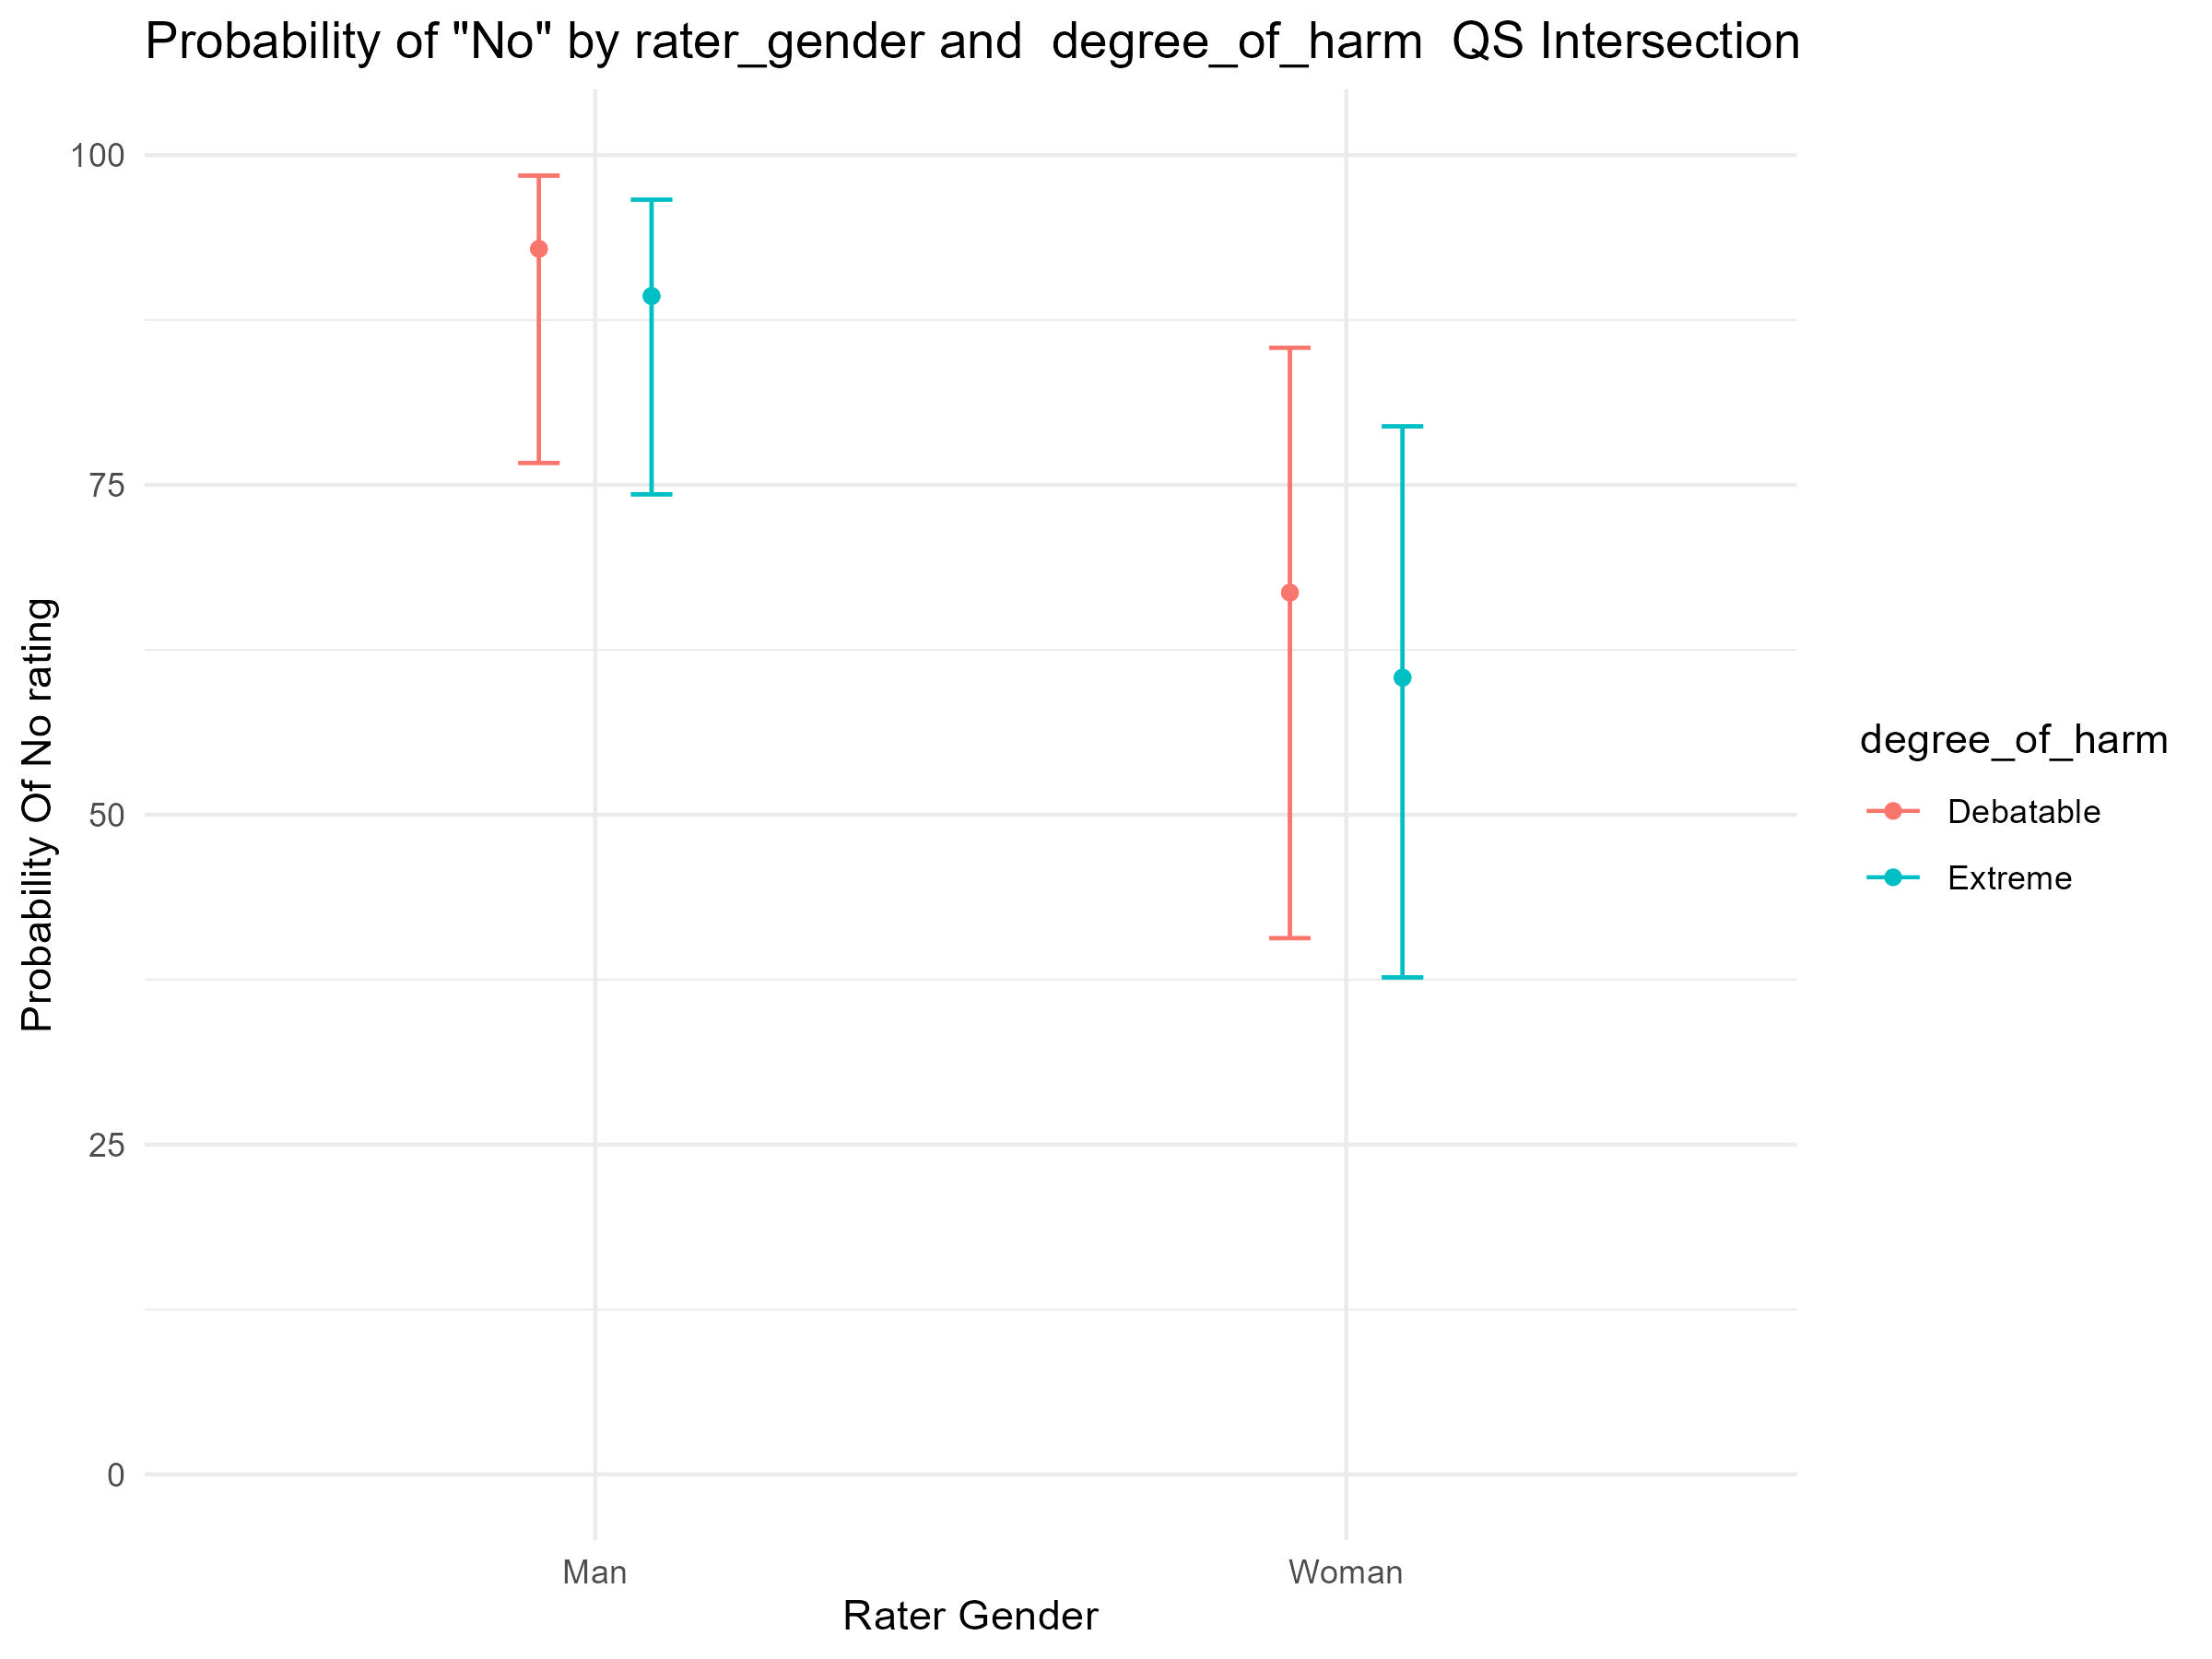 Probability of "No" by rater_gender and  degree_of_harm  QS Intersection
100
75
50
25
0
Probability Of No rating
Man
Woman
Rater Gender
degree_of_harm
Debatable
Extreme